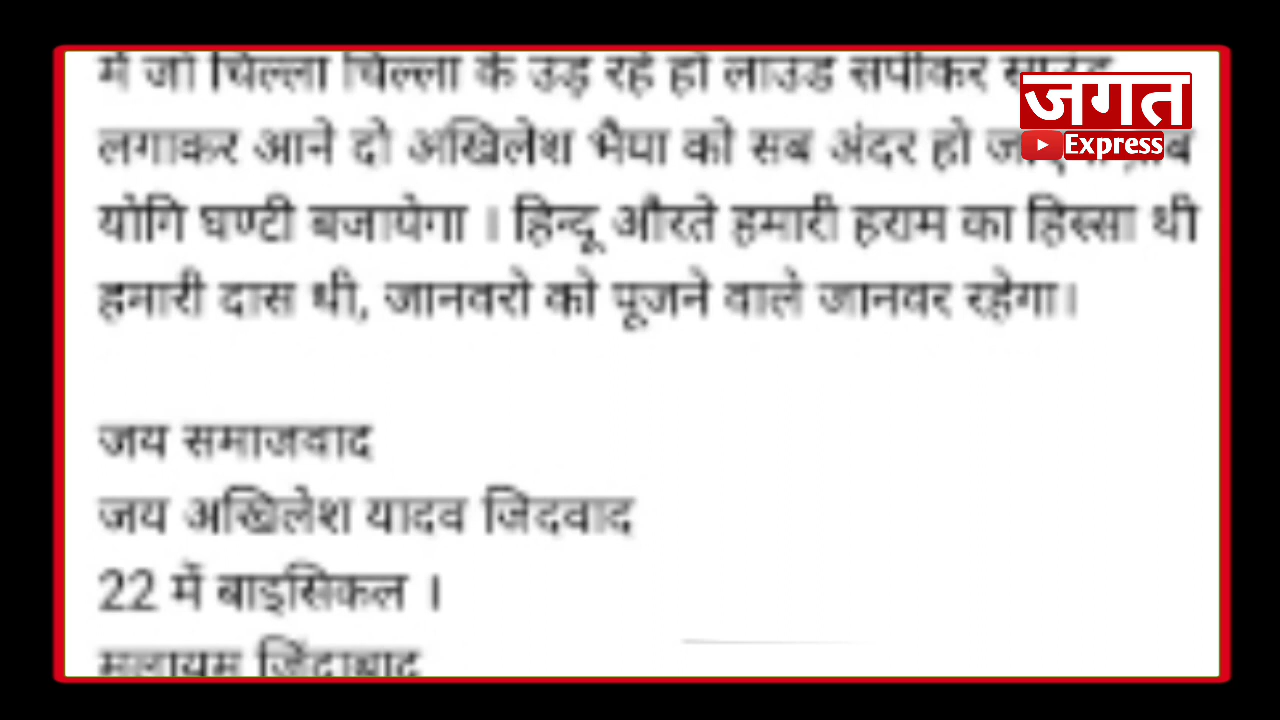 में जो चिल्ला चिल्ला के उड़ रहे हो लाउड सपीकर साउंड
लगाकर आने दो अखिलेश भैया को सब अंदर हो
योगि घण्टी बजायेगा । हिन्दू औरते हमारी हराम का हिस्सा थी
हमारी दास थी, जानवरो को पूजने वाले जानवर रहेगा।
जय समाजवाद
जय अखिलेश यादव जिदवाद
22 में बाइसिकल ।
मुलायम जिंदाबाद
जगत
Express